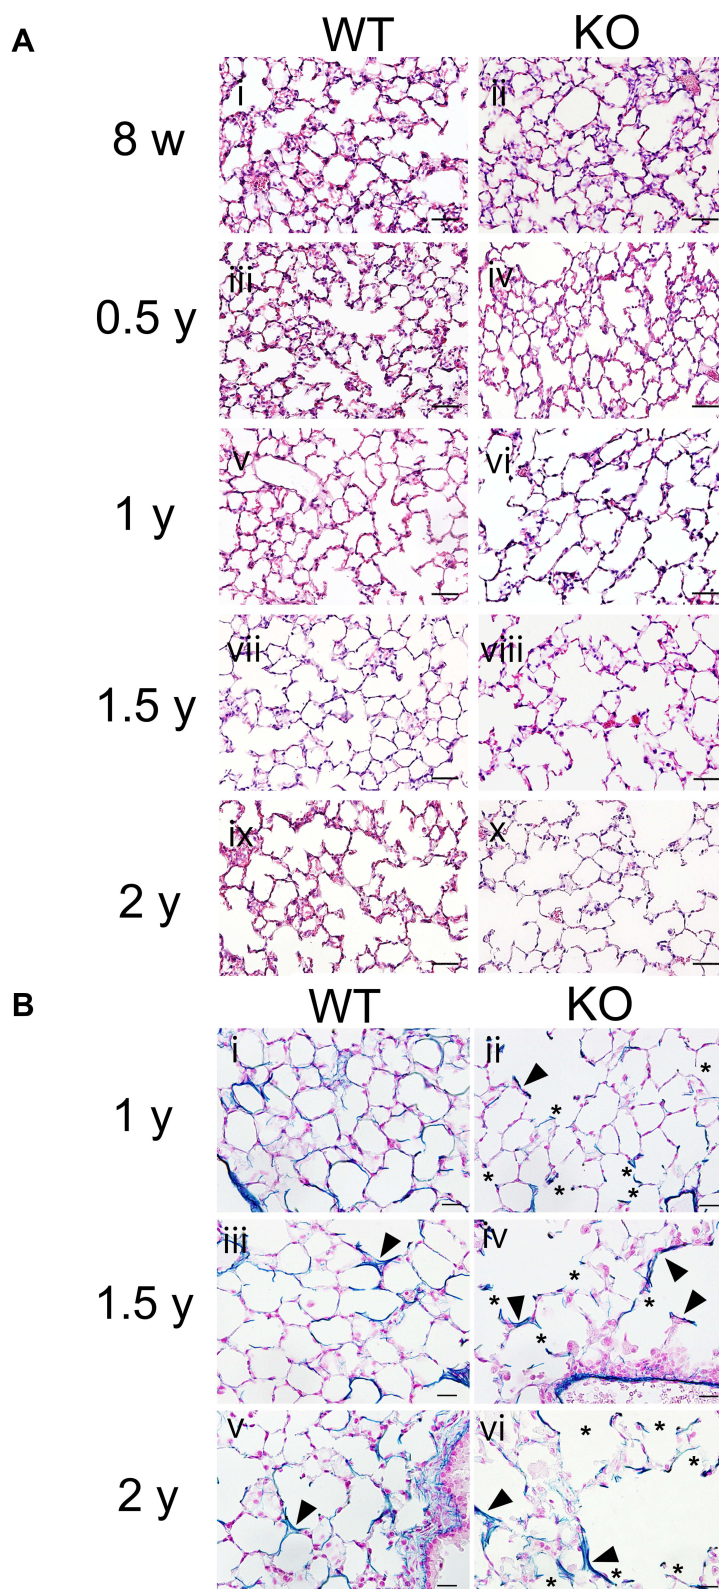 WT KO
A
i ii
8 w
iii iv
0.5 y
v vi
1 y
vii viii
1.5 y
ix x
2 y
B WT KO
i ii
*
1 y
*
* * * *
*
iii iv
1.5 y
* * *
*
v vi
* * *
2 y
* * *